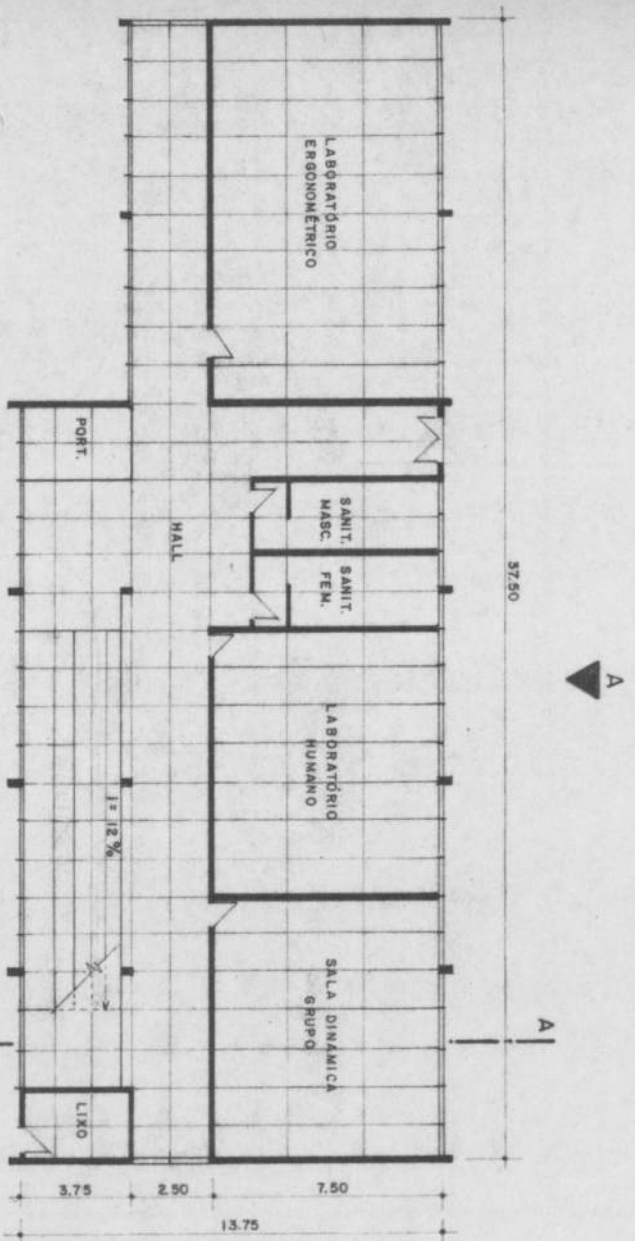 37.50
A
A
LABORATÓRIO
ERGONOMÉTRICO
SANIT.
MASC.
SANIT.
FEM.
LABORATÓRIO
HUMANO
SALA DINÂMICA
GRUPO
PORT.
HALL
i= 12 %
LIXO
7.50
2.50
3.75
13.75